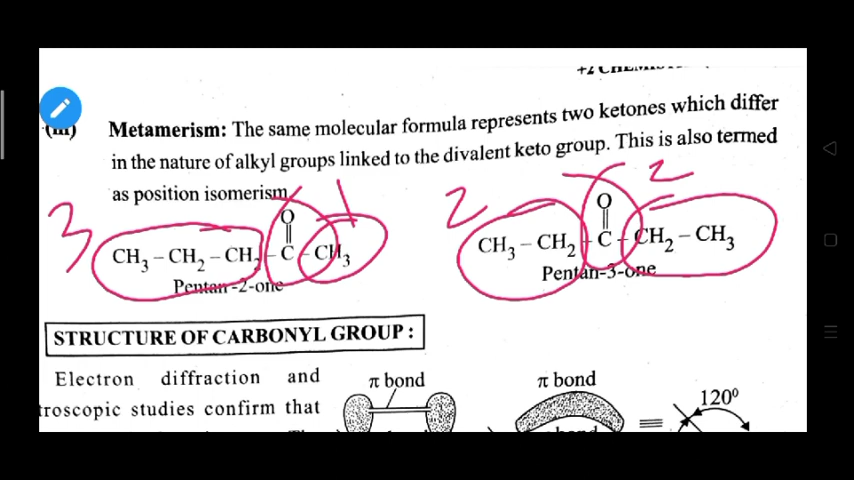 +2 CHEMIS
(III) Metamerism: The same molecular formula represents two ketones which differ
in the nature of alkyl groups linked to the divalent keto group. This is also termed
as position isomerism
3 1 2 2
O O
CH3 – CH2 – CH2 – C – CH3 CH3 – CH2 – C – CH2 – CH3
Pentan-2-one Pentan-3-one
STRUCTURE OF CARBONYL GROUP :
Electron diffraction and
troscopic studies confirm that
π bond π bond 120⁰
bond